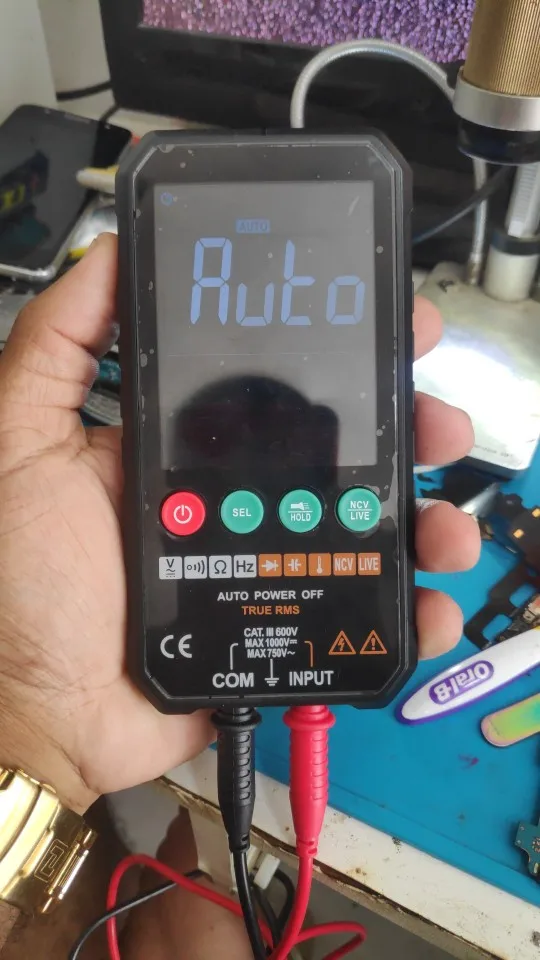 AUTO
Auto
SEL
HOLD
NCV
LIVE
V
Ω
Hz
NCV
LIVE
AUTO POWER OFF
TRUE RMS
CE
CAT. III 600V
MAX 1000V⎓
MAX 750V~
COM
INPUT
Oral-B